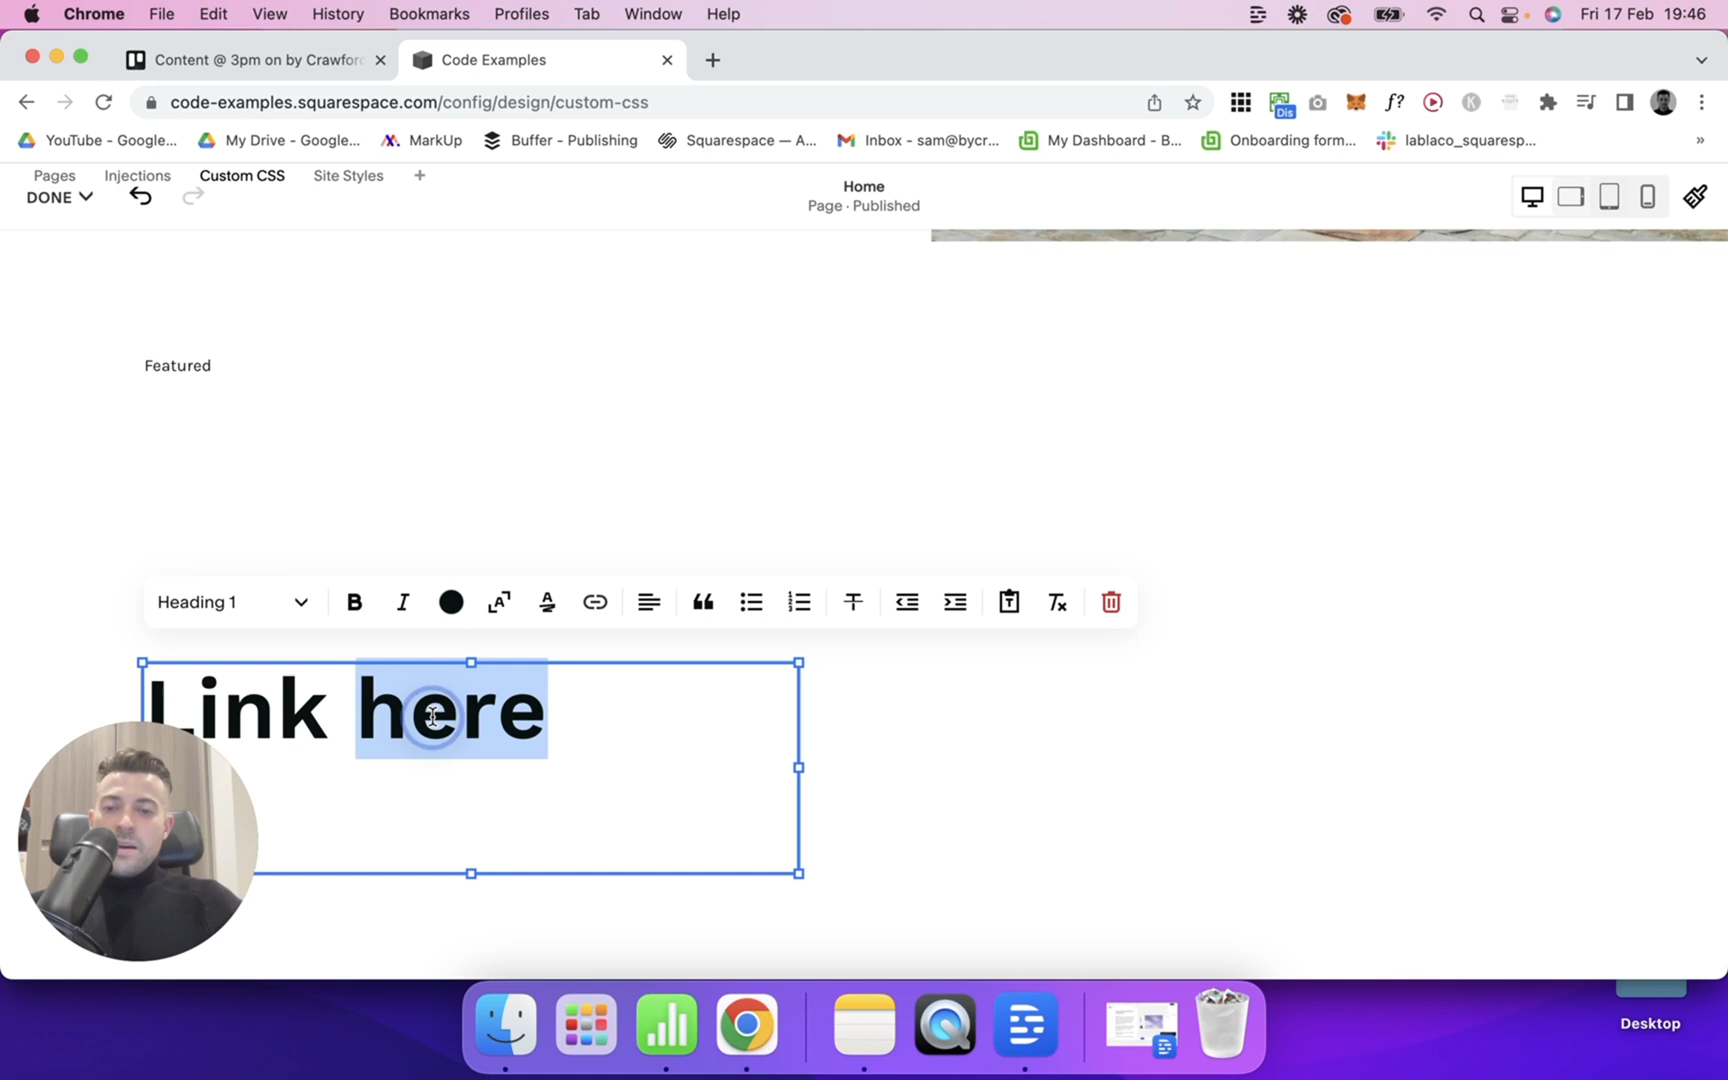 Chrome File Edit View History Bookmarks Profiles Tab Window Help Fri 17 Feb 19:46
Content @ 3pm on by Crawford Code Examples
code-examples.squarespace.com/config/design/custom-css Dis f?
YouTube - Google... My Drive - Google... MarkUp Buffer - Publishing Squarespace — A... Inbox - sam@bycr... My Dashboard - B... Onboarding form... lablaco_squaresp... »
Pages Injections Custom CSS Site Styles +
DONE
Home
Page · Published
Featured
Heading 1 B I
Link here
Desktop